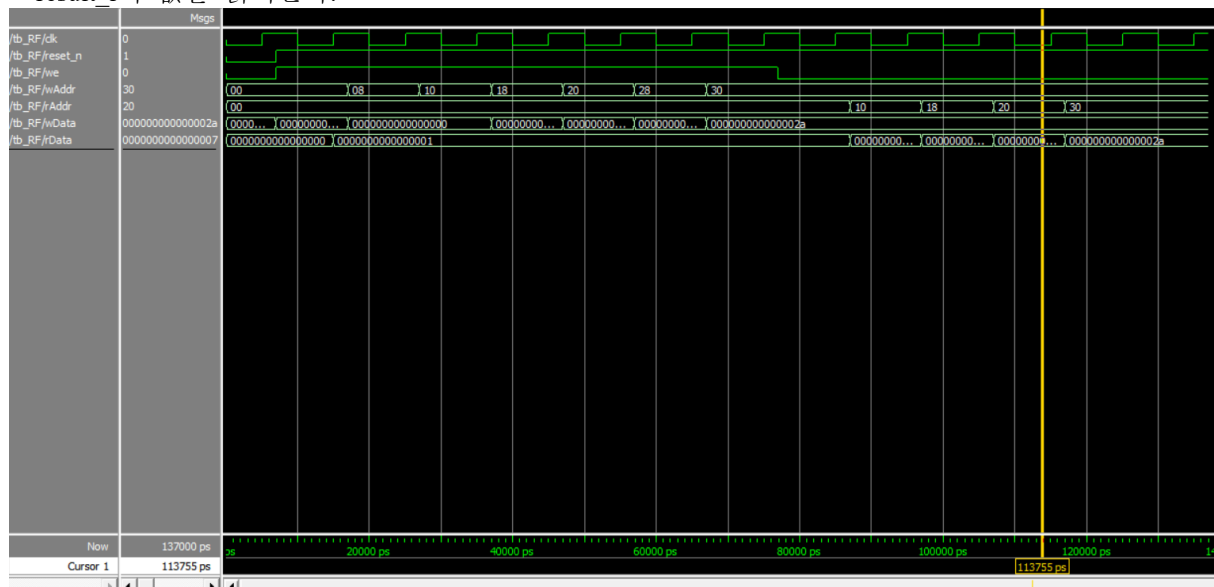 Msgs
/tb_RF/clk 0
/tb_RF/reset_n 1
/tb_RF/we 0
/tb_RF/wAddr 30 00 08 10 18 20 28 30
/tb_RF/rAddr 20 00 10 18 20 30
/tb_RF/wData 000000000000002a 0000... 00000000... 0000000000000000 00000000... 00000000... 00000000... 000000000000002a
/tb_RF/rData 0000000000000007 0000000000000000 0000000000000001 00000000... 00000000... 000000000000002a
Now 137000 ps ps 20000 ps 40000 ps 60000 ps 80000 ps 100000 ps 120000 ps
Cursor 1 113755 ps 113755 ps